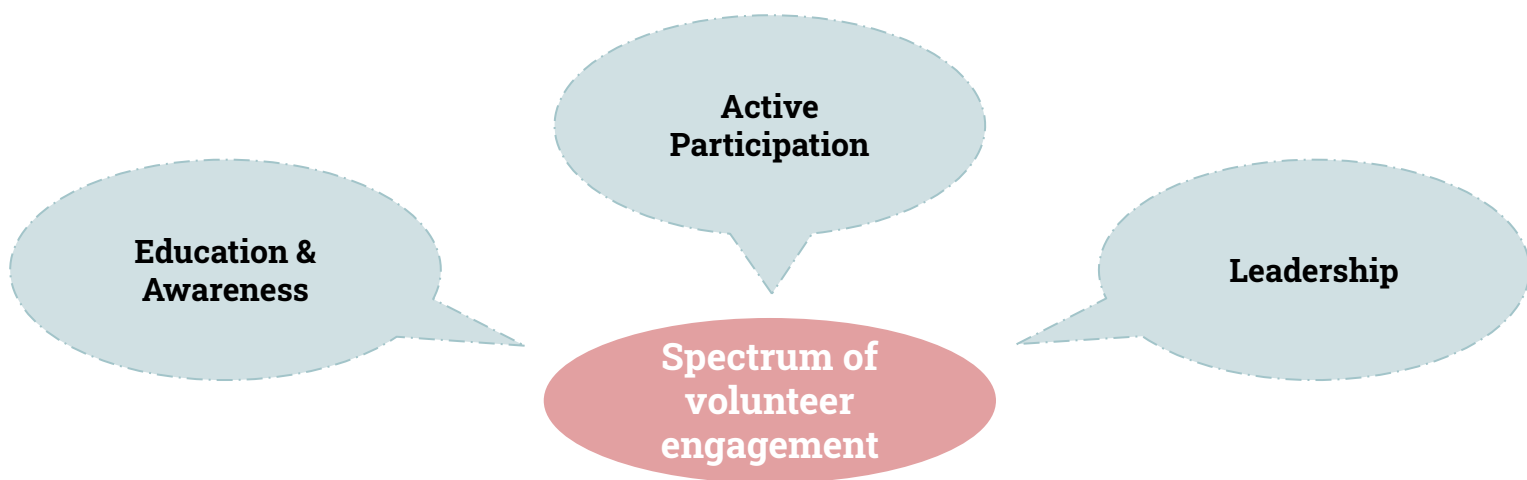 Active
Participation
Education &
Awareness
Leadership
Spectrum of
volunteer
engagement